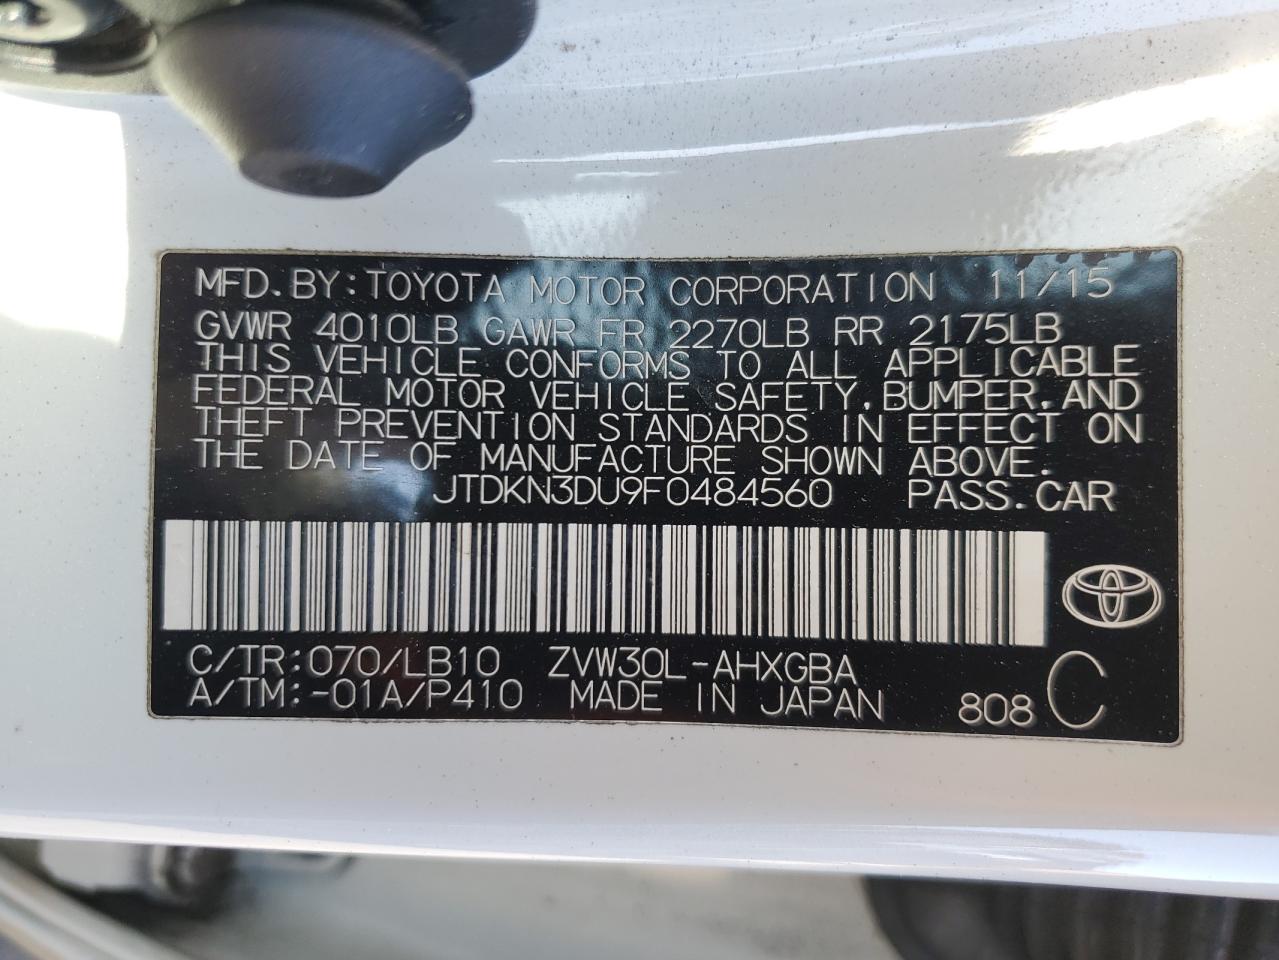 MFD.BY:TOYOTA MOTOR CORPORATION 11/15
GVWR 4010LB GAWR FR 2270LB RR 2175LB
THIS VEHICLE CONFORMS TO ALL APPLICABLE
FEDERAL MOTOR VEHICLE SAFETY,BUMPER,AND
THEFT PREVENTION STANDARDS IN EFFECT ON
THE DATE OF MANUFACTURE SHOWN ABOVE.
JTDKN3DU9F0484560 PASS.CAR
C/TR:070/LB10 ZVW30L-AHXGBA
A/TM:-01A/P410 MADE IN JAPAN 808 C